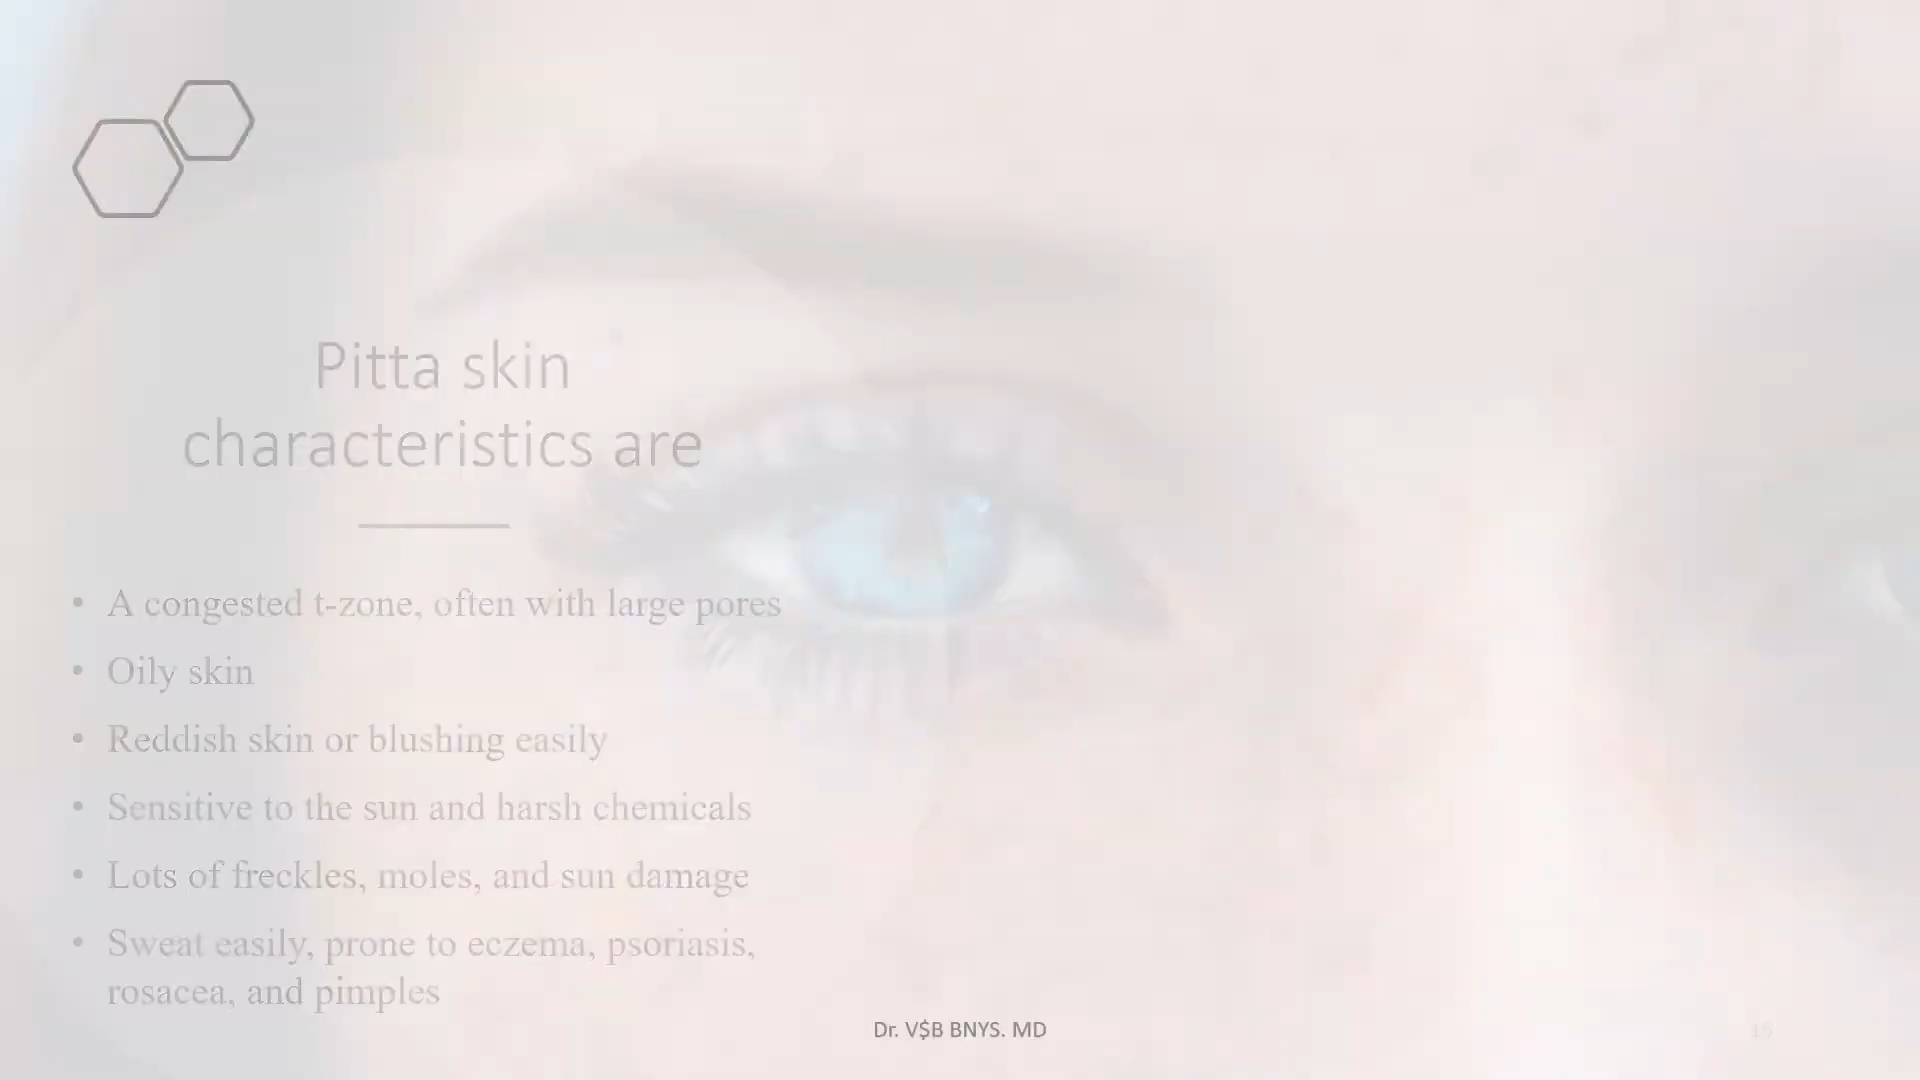 Pitta skin
characteristics are
• A congested t-zone, often with large pores
• Oily skin
• Reddish skin or blushing easily
• Sensitive to the sun and harsh chemicals
• Lots of freckles, moles, and sun damage
• Sweat easily, prone to eczema, psoriasis,
rosacea, and pimples
Dr. V$B BNYS. MD
15